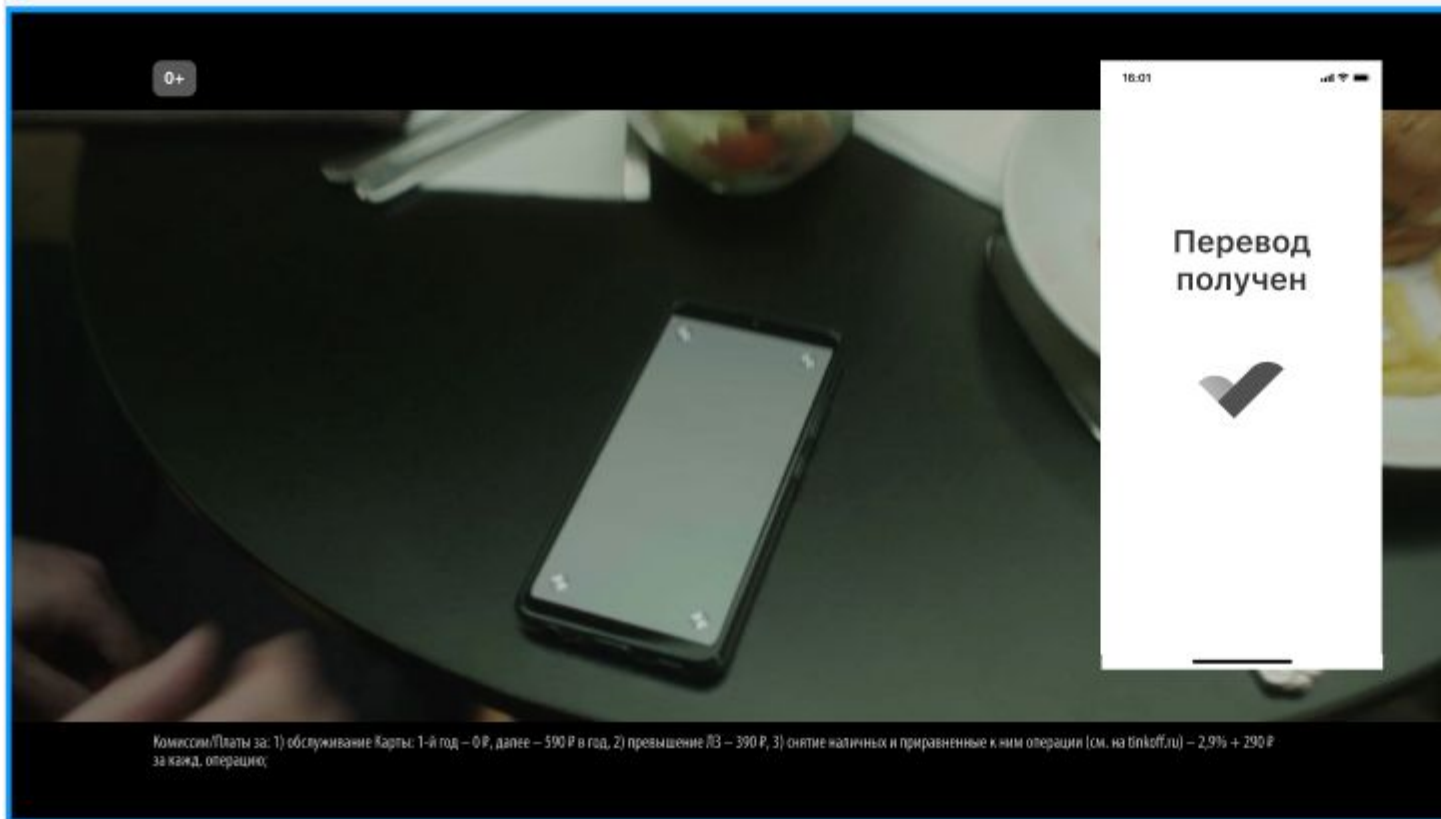 0+
16:01
Перевод
получен
Комиссии/Платы за: 1) обслуживание Карты: 1-й год – 0 ₽, далее – 590 ₽ в год, 2) превышение ЛЗ – 390 ₽, 3) снятие наличных и приравненные к ним операции (см. на tinkoff.ru) – 2,9% + 290 ₽
за кажд. операцию;